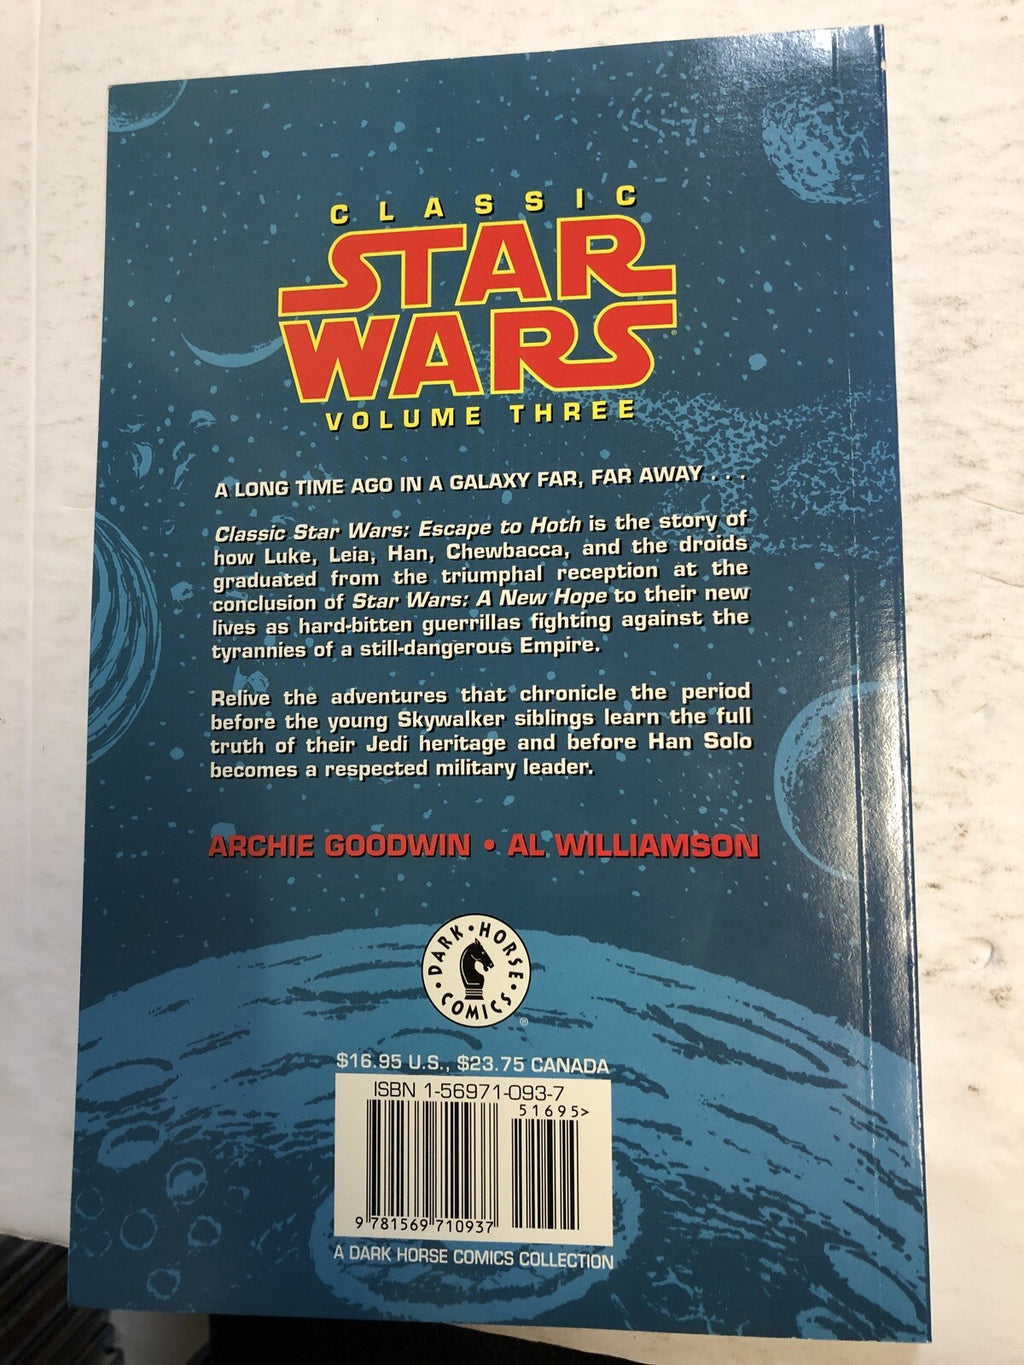 CLASSIC
STAR
WARS
VOLUME THREE
A LONG TIME AGO IN A GALAXY FAR, FAR AWAY . . .
Classic Star Wars: Escape to Hoth is the story of
how Luke, Leia, Han, Chewbacca, and the droids
graduated from the triumphal reception at the
conclusion of Star Wars: A New Hope to their new
lives as hard-bitten guerrillas fighting against the
tyrannies of a still-dangerous Empire.
Relive the adventures that chronicle the period
before the young Skywalker siblings learn the full
truth of their Jedi heritage and before Han Solo
becomes a respected military leader.
ARCHIE GOODWIN • AL WILLIAMSON
DARK • HORSE • COMICS •
®
$16.95 U.S., $23.75 CANADA
ISBN 1-56971-093-7
51695>
9 781569 710937
A DARK HORSE COMICS COLLECTION